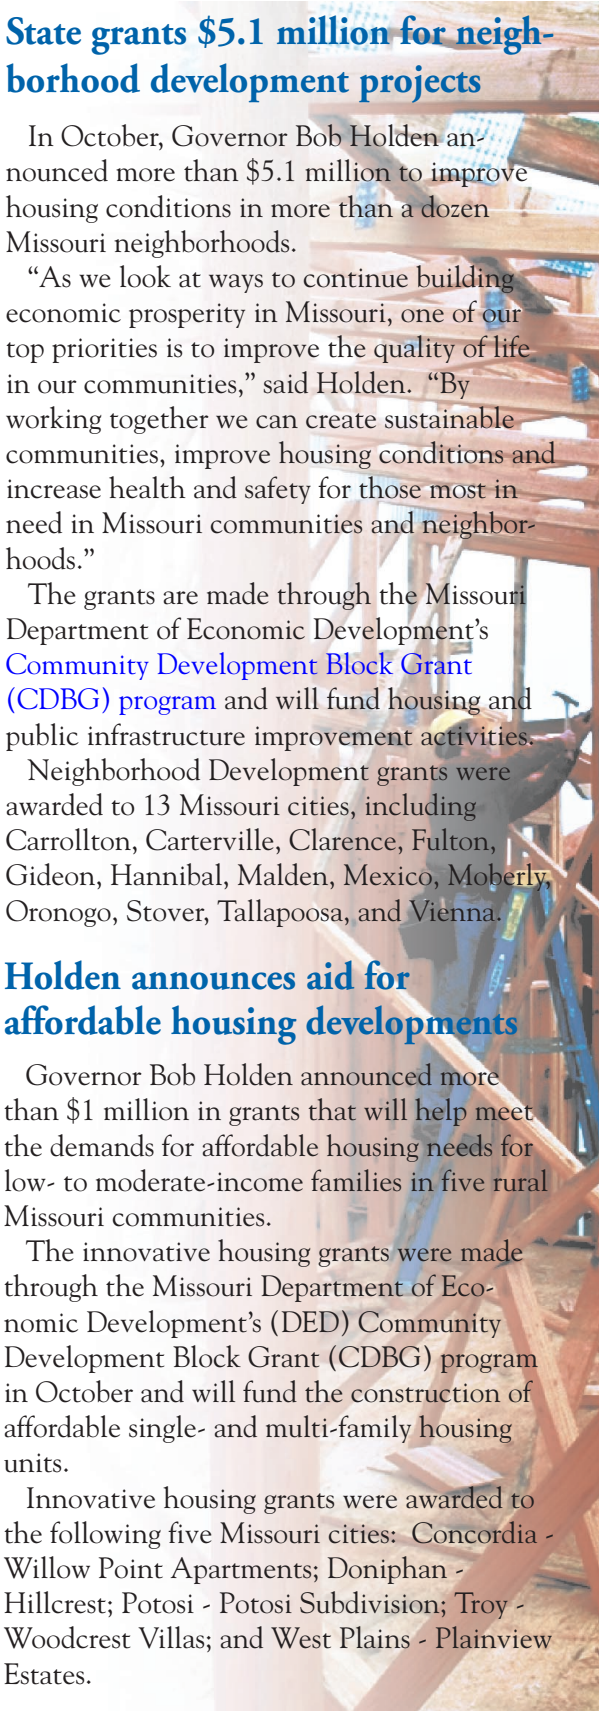 State grants $5.1 million for neigh-
borhood development projects
In October, Governor Bob Holden an-
nounced more than $5.1 million to improve
housing conditions in more than a dozen
Missouri neighborhoods.
“As we look at ways to continue building
economic prosperity in Missouri, one of our
top priorities is to improve the quality of life
in our communities,” said Holden.  “By
working together we can create sustainable
communities, improve housing conditions and
increase health and safety for those most in
need in Missouri communities and neighbor-
hoods.”
The grants are made through the Missouri
Department of Economic Development’s
Community Development Block Grant
(CDBG) program and will fund housing and
public infrastructure improvement activities.
Neighborhood Development grants were
awarded to 13 Missouri cities, including
Carrollton, Carterville, Clarence, Fulton,
Gideon, Hannibal, Malden, Mexico, Moberly,
Oronogo, Stover, Tallapoosa, and Vienna.
Holden announces aid for
affordable housing developments
Governor Bob Holden announced more
than $1 million in grants that will help meet
the demands for affordable housing needs for
low- to moderate-income families in five rural
Missouri communities.
The innovative housing grants were made
through the Missouri Department of Eco-
nomic Development’s (DED) Community
Development Block Grant (CDBG) program
in October and will fund the construction of
affordable single- and multi-family housing
units.
Innovative housing grants were awarded to
the following five Missouri cities:  Concordia -
Willow Point Apartments; Doniphan -
Hillcrest; Potosi - Potosi Subdivision; Troy -
Woodcrest Villas; and West Plains - Plainview
Estates.